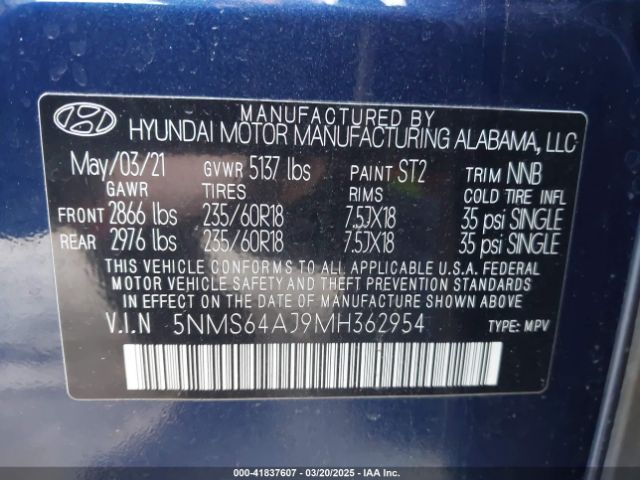 MANUFACTURED BY
HYUNDAI MOTOR MANUFACTURING ALABAMA, LLC
May/03/21 GVWR 5137 lbs PAINT ST2 TRIM NNB
GAWR TIRES RIMS COLD TIRE INFL
FRONT 2866 lbs 235/60R18 7.5JX18 35 psi SINGLE
REAR 2976 lbs 235/60R18 7.5JX18 35 psi SINGLE
THIS VEHICLE CONFORMS TO ALL APPLICABLE U.S.A. FEDERAL
MOTOR VEHICLE SAFETY AND THEFT PREVENTION STANDARDS
IN EFFECT ON THE DATE OF MANUFACTURE SHOWN ABOVE.
V.I.N 5NMS64AJ9MH362954 TYPE: MPV
000-41837607 - 03/20/2025 - IAA Inc.